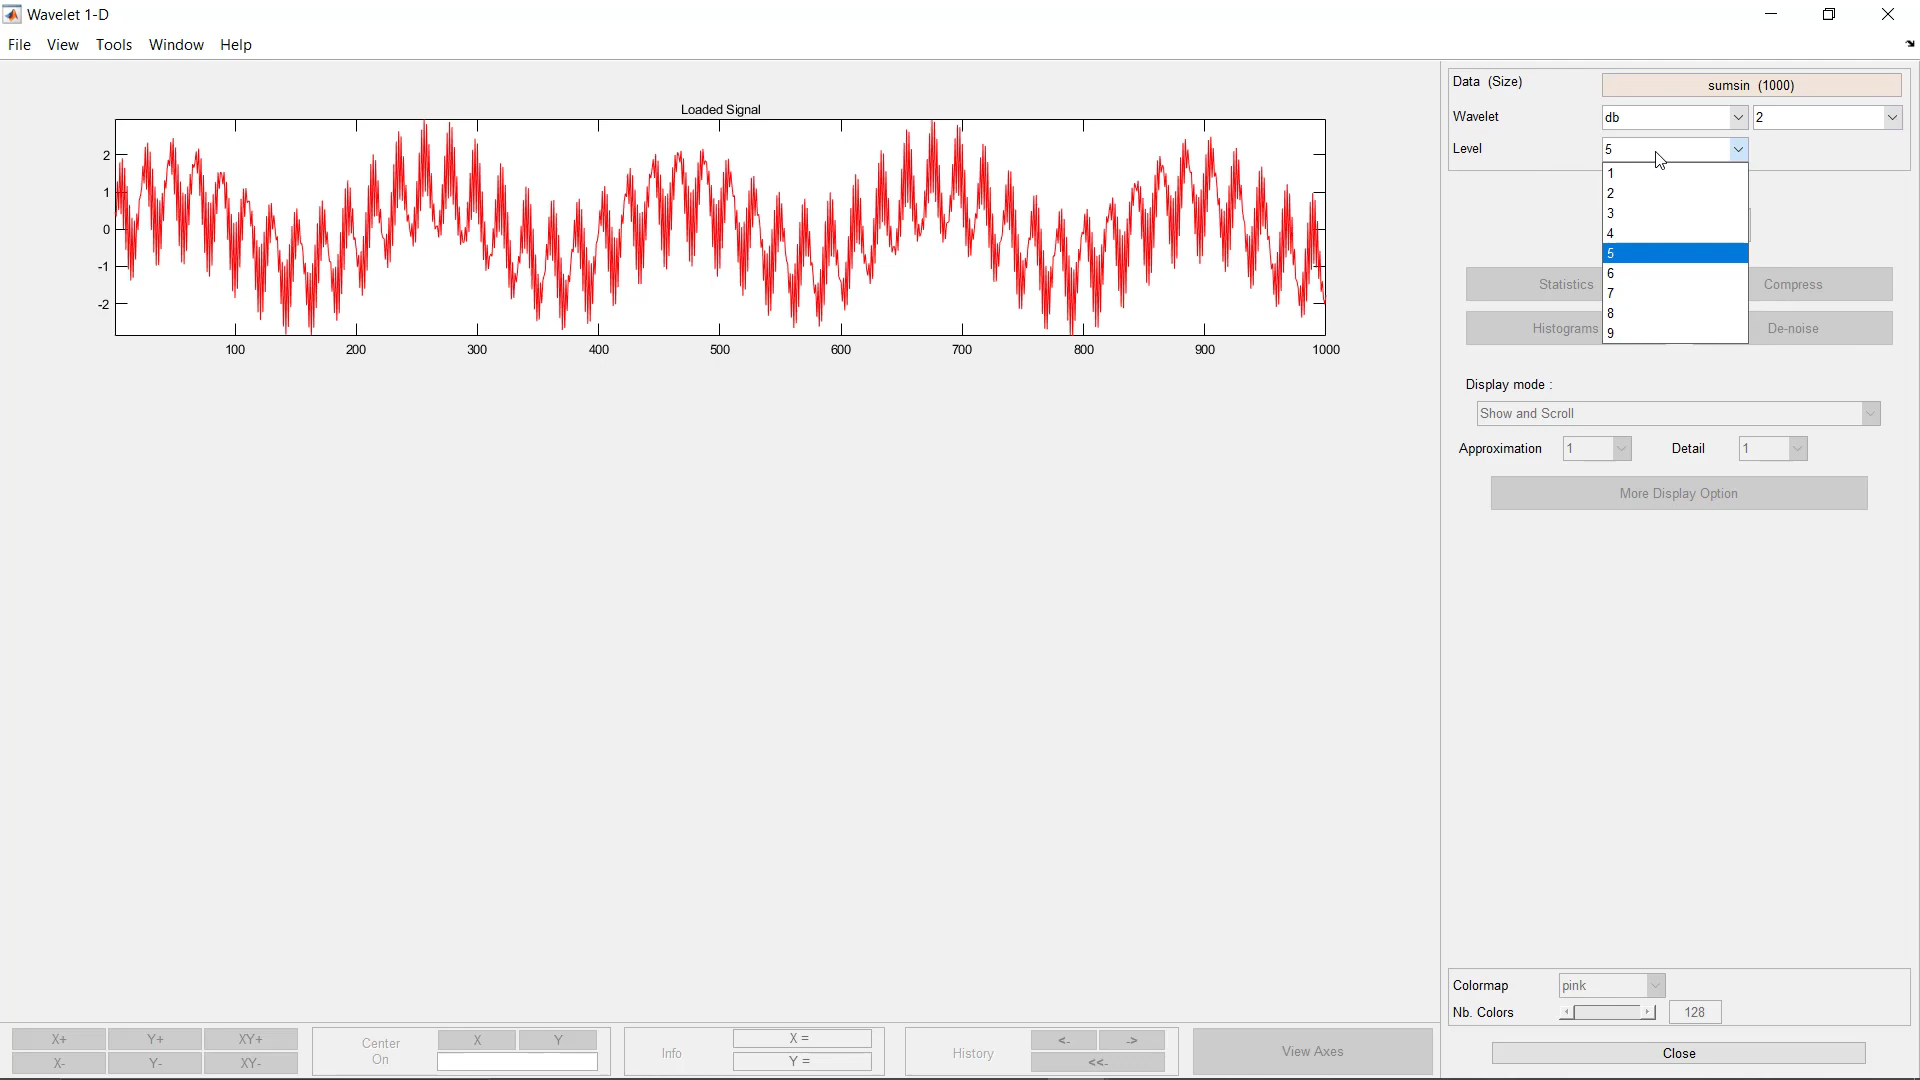 Wavelet 1-D
File View Tools Window Help
Loaded Signal
2
1
0
-1
-2
100 200 300 400 500 600 700 800 900 1000
Data (Size) sumsin (1000)
Wavelet db 2
Level 5
1
2
3
4
5
6
7
8
9
Statistics Compress
Histograms De-noise
Display mode :
Show and Scroll
Approximation 1 Detail 1
More Display Option
Colormap pink
Nb. Colors 128
Close
X+ Y+ XY+
X- Y- XY-
Center
On
X Y
Info
X =
Y =
History
<- ->
<<-
View Axes